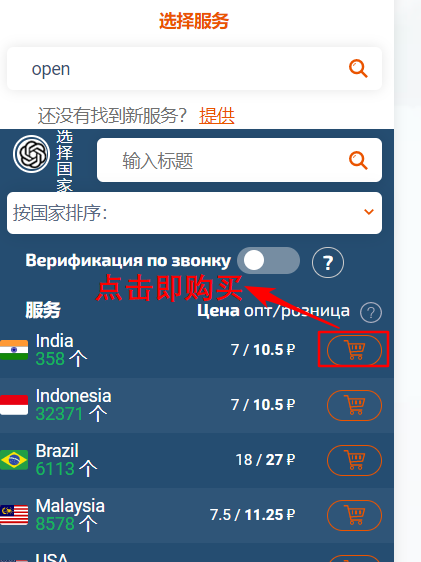 选择服务
open
还没有找到新服务? 提供
选择国家
输入标题
按国家排序:
Верификация по звонку ?
点击即购买
服务 Цена опт/розница ?
India
358 个 7 / 10.5 ₽
Indonesia
32371 个 7 / 10.5 ₽
Brazil
6113 个 18 / 27 ₽
Malaysia
8578 个 7.5 / 11.25 ₽
USA